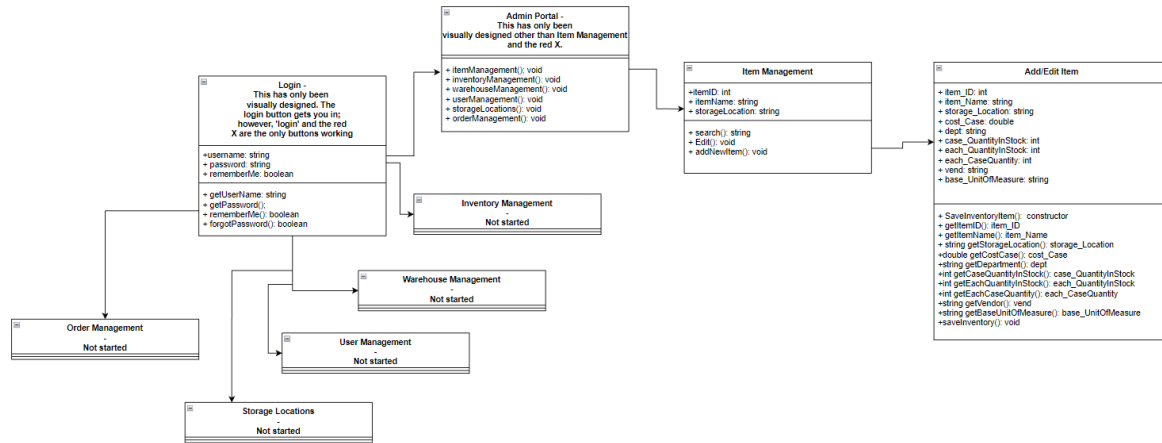 Admin Portal -
This has only been
visually designed other than Item Management
and the red X.
+ itemManagement(); void
+ inventoryManagement(): void
+ warehouseManagement(): void
+ userManagement(): void
+ storageLocations(): void
+ orderManagement(): void
Login -
This has only been
visually designed. The
login button gets you in;
however, 'login' and the red
X are the only buttons working
+username: string
+ password: string
+ rememberMe: boolean
+ getUserName: string
+ getPassword();
+ rememberMe(): boolean
+ forgotPassword(): boolean
Item Management
+itemID: int
+ itemName: string
+ storageLocation: string
+ search(): string
+ Edit(): void
+ addNewItem(): void
Add/Edit Item
+ item_ID: int
+ item_Name: string
+ storage_Location: string
+ cost_Case: double
+ dept: string
+ case_QuantityInStock: int
+ each_QuantityInStock: int
+ each_CaseQuantity: int
+ vend: string
+ base_UnitOfMeasure: string
+ SaveInventoryItem(): constructor
+ getItemID(): item_ID
+ getItemName(): item_Name
+ string getStorageLocation(): storage_Location
+double getCostCase(): cost_Case
+string getDepartment(): dept
+int getCaseQuantityInStock(): case_QuantityInStock
+int getEachQuantityInStock(): each_QuantityInStock
+int getEachCaseQuantity(): each_CaseQuantity
+string getVendor(): vend
+string getBaseUnitOfMeasure(): base_UnitOfMeasure
+saveInventory(): void
Inventory Management
-
Not started
Warehouse Management
-
Not started
Order Management
-
Not started
User Management
-
Not started
Storage Locations
-
Not started